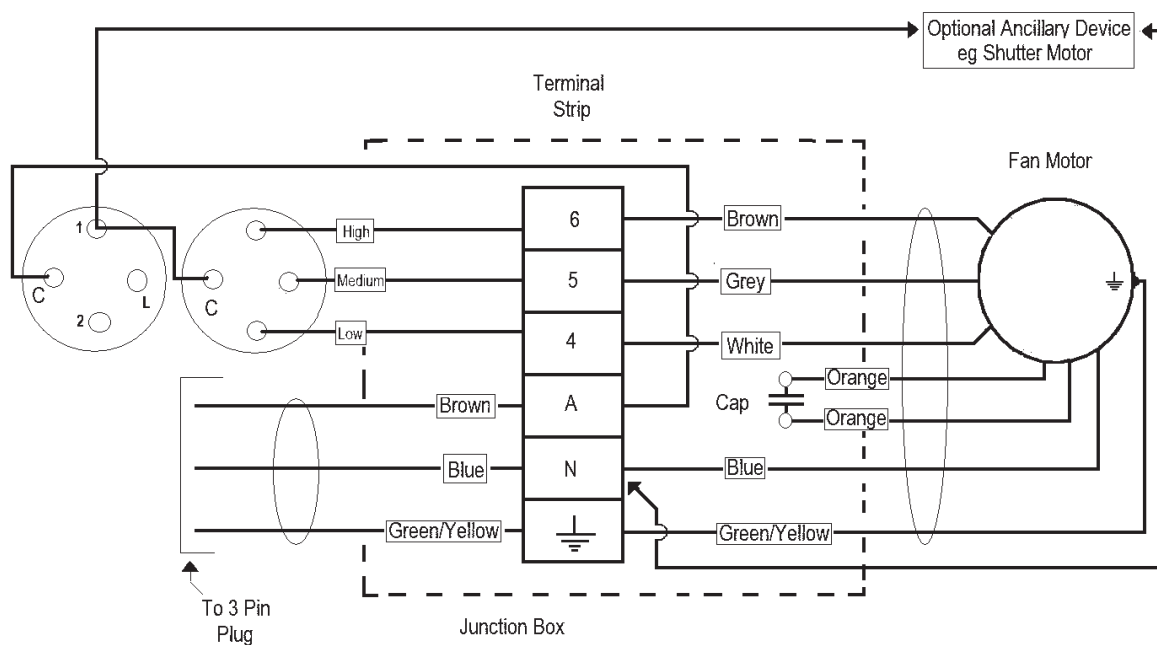 Optional Ancillary Device
eg Shutter Motor
Terminal
Strip
Fan Motor
1
C
L
2
C
High
Medium
Low
6
5
4
A
N
Brown
Grey
White
Orange
Cap
Orange
Brown
Blue
Blue
Green/Yellow
Green/Yellow
To 3 Pin
Plug
Junction Box